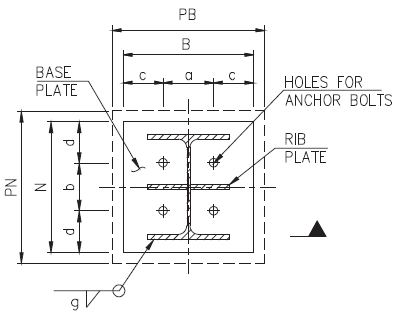 PB
B
c a c
BASE
PLATE
HOLES FOR
ANCHOR BOLTS
RIB
PLATE
PN
N
d
b
d
g